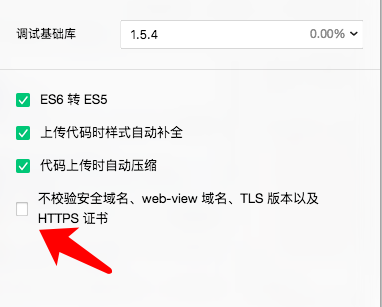 调试基础库 1.5.4 0.00%
ES6 转 ES5
上传代码时样式自动补全
代码上传时自动压缩
不校验安全域名、web-view 域名、TLS 版本以及
HTTPS 证书